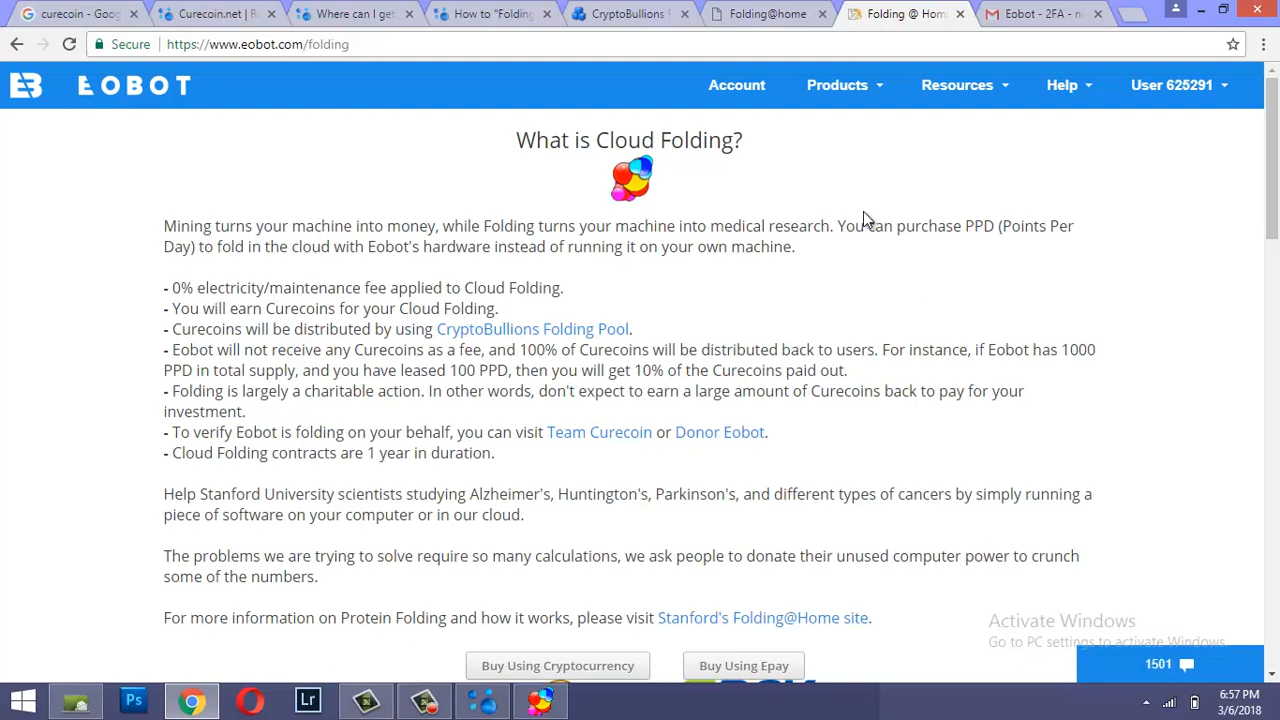 curecoin - Goog
Curecoin.net | R
Where can I get
How to "Folding
CryptoBullions F
Folding@home
Folding @ Hom
Eobot - 2FA - n
Secure https://www.eobot.com/folding
EB EOBOT Account Products Resources Help User 625291
What is Cloud Folding?
Mining turns your machine into money, while Folding turns your machine into medical research. You can purchase PPD (Points Per
Day) to fold in the cloud with Eobot's hardware instead of running it on your own machine.
- 0% electricity/maintenance fee applied to Cloud Folding.
- You will earn Curecoins for your Cloud Folding.
- Curecoins will be distributed by using CryptoBullions Folding Pool.
- Eobot will not receive any Curecoins as a fee, and 100% of Curecoins will be distributed back to users. For instance, if Eobot has 1000
PPD in total supply, and you have leased 100 PPD, then you will get 10% of the Curecoins paid out.
- Folding is largely a charitable action. In other words, don't expect to earn a large amount of Curecoins back to pay for your
investment.
- To verify Eobot is folding on your behalf, you can visit Team Curecoin or Donor Eobot.
- Cloud Folding contracts are 1 year in duration.
Help Stanford University scientists studying Alzheimer's, Huntington's, Parkinson's, and different types of cancers by simply running a
piece of software on your computer or in our cloud.
The problems we are trying to solve require so many calculations, we ask people to donate their unused computer power to crunch
some of the numbers.
For more information on Protein Folding and how it works, please visit Stanford's Folding@Home site.
Activate Windows
Go to PC settings to activate Windows.
Buy Using Cryptocurrency Buy Using Epay
1501
Ps
Lr
6:57 PM
3/6/2018